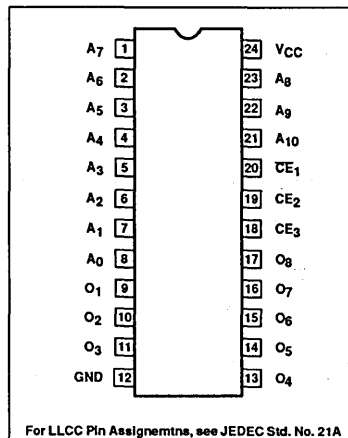 A7 1 24 VCC
A6 2 23 A8
A5 3 22 A9
A4 4 21 A10
A3 5 20 C̅E̅1
A2 6 19 CE2
A1 7 18 CE3
A0 8 17 O8
O1 9 16 O7
O2 10 15 O6
O3 11 14 O5
GND 12 13 O4
For LLCC Pin Assignemtns, see JEDEC Std. No. 21A